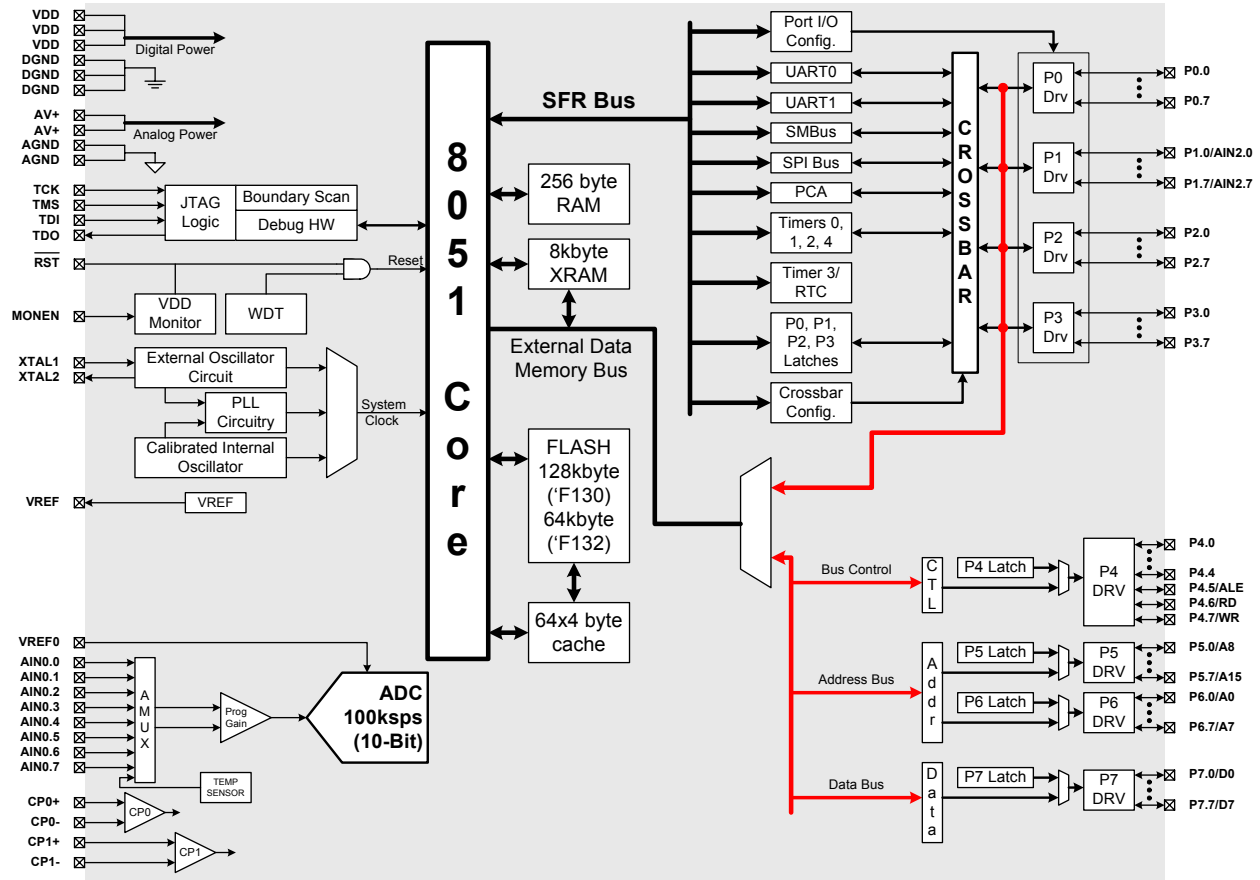 VDD
VDD
VDD
Digital Power
DGND
DGND
DGND
AV+
AV+
Analog Power
AGND
AGND
TCK
TMS
TDI
TDO
JTAG
Logic
Boundary Scan
Debug HW
RST
Reset
MONEN
VDD
Monitor
WDT
XTAL1
XTAL2
External Oscillator
Circuit
PLL
Circuitry
Calibrated Internal
Oscillator
System
Clock
VREF
VREF
VREF0
AIN0.0
AIN0.1
AIN0.2
AIN0.3
AIN0.4
AIN0.5
AIN0.6
AIN0.7
AMUX
Prog
Gain
ADC
100ksps
(10-Bit)
TEMP
SENSOR
CP0+
CP0-
CP0
CP1+
CP1-
CP1
8051 Core
SFR Bus
256 byte
RAM
8kbyte
XRAM
External Data
Memory Bus
FLASH
128kbyte
('F130)
64kbyte
('F132)
64x4 byte
cache
Port I/O
Config.
UART0
UART1
SMBus
SPI Bus
PCA
Timers 0,
1, 2, 4
Timer 3/
RTC
P0, P1,
P2, P3
Latches
Crossbar
Config.
CROSSBAR
P0
Drv
P0.0
P0.7
P1
Drv
P1.0/AIN2.0
P1.7/AIN2.7
P2
Drv
P2.0
P2.7
P3
Drv
P3.0
P3.7
Bus Control
CTL
P4 Latch
P4
DRV
P4.0
P4.4
P4.5/ALE
P4.6/RD
P4.7/WR
Address Bus
Addr
P5 Latch
P5
DRV
P5.0/A8
P5.7/A15
P6 Latch
P6
DRV
P6.0/A0
P6.7/A7
Data Bus
Data
P7 Latch
P7
DRV
P7.0/D0
P7.7/D7